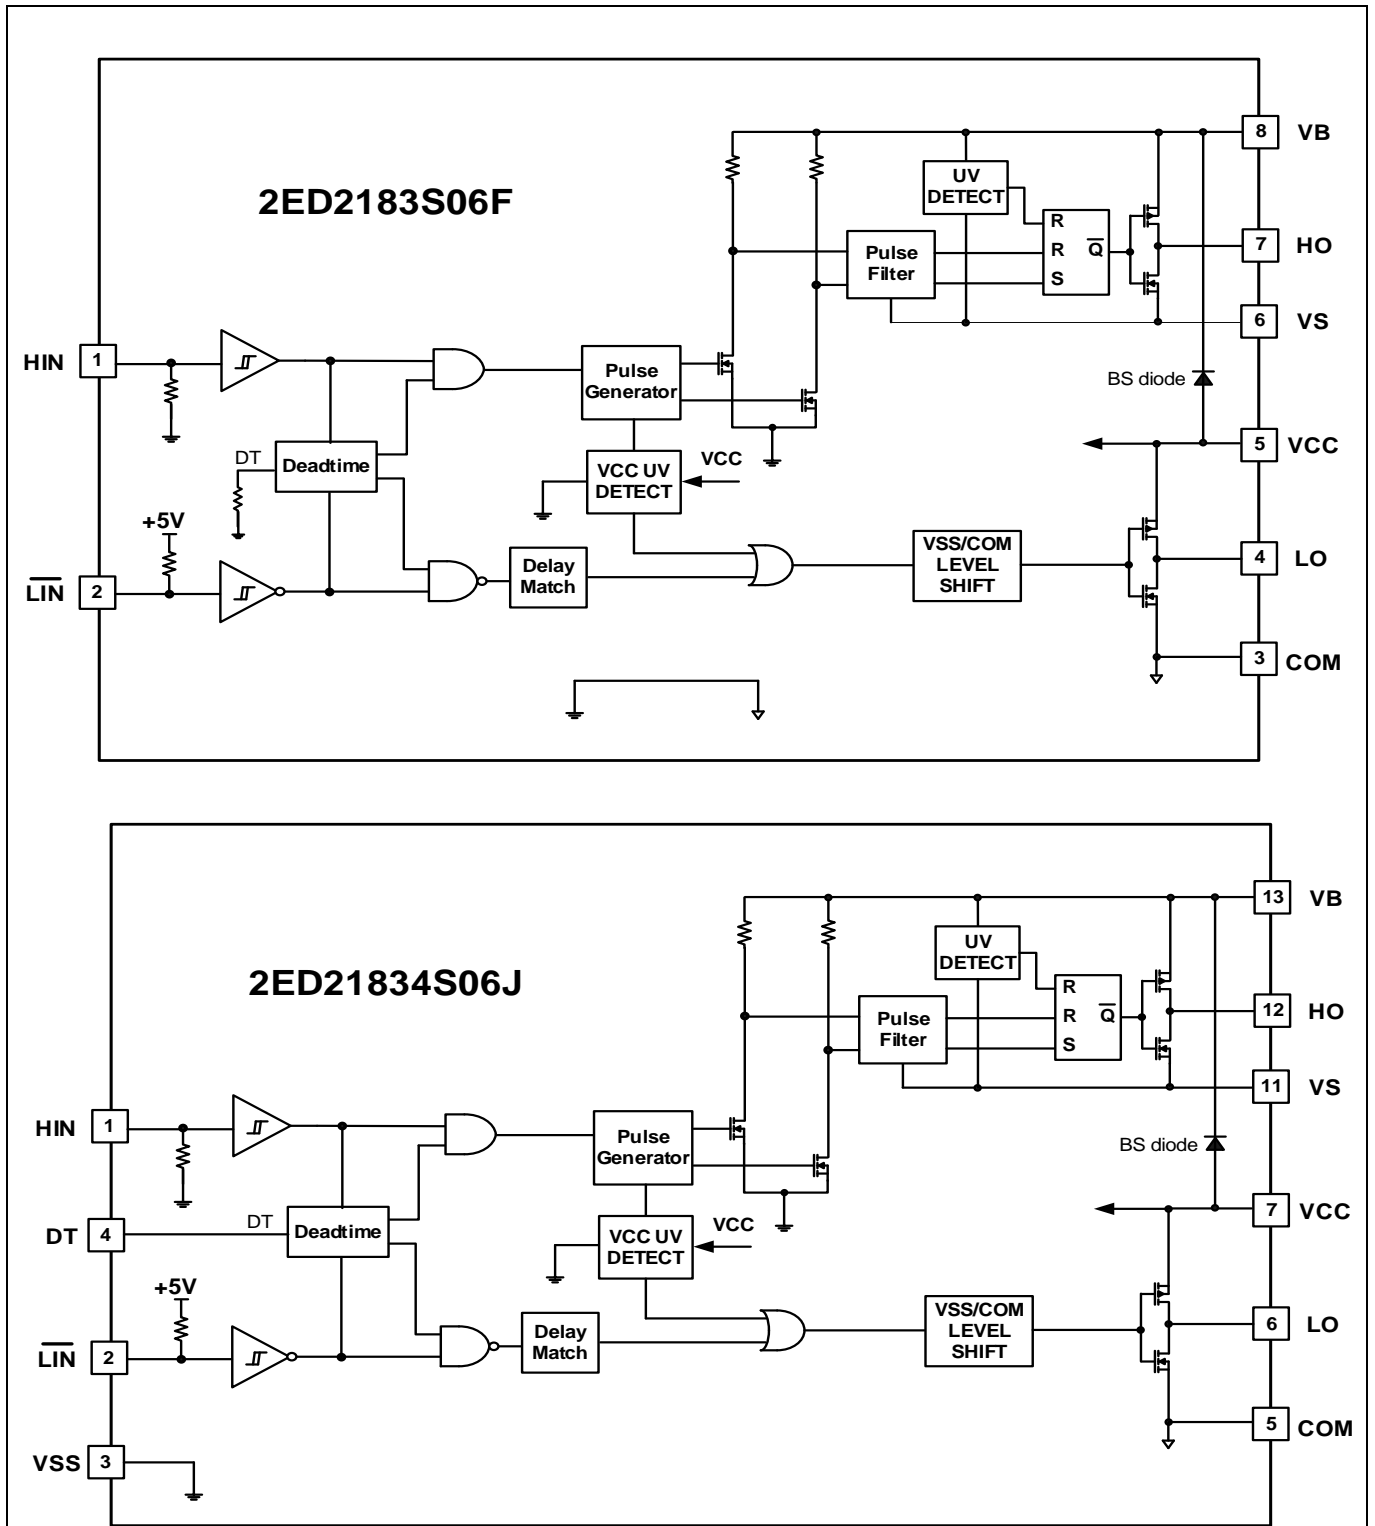 2ED2183S06F
8 VB
UV
DETECT
R
R Q
S
7 HO
Pulse
Filter
6 VS
HIN 1
Pulse
Generator
BS diode
5 VCC
DT Deadtime
VCC UV
DETECT
VCC
+5V
LIN 2
Delay
Match
VSS/COM
LEVEL
SHIFT
4 LO
3 COM
2ED21834S06J
13 VB
UV
DETECT
R
R Q
S
12 HO
Pulse
Filter
11 VS
HIN 1
Pulse
Generator
BS diode
7 VCC
DT 4
DT Deadtime
VCC UV
DETECT
VCC
+5V
LIN 2
Delay
Match
VSS/COM
LEVEL
SHIFT
6 LO
5 COM
VSS 3